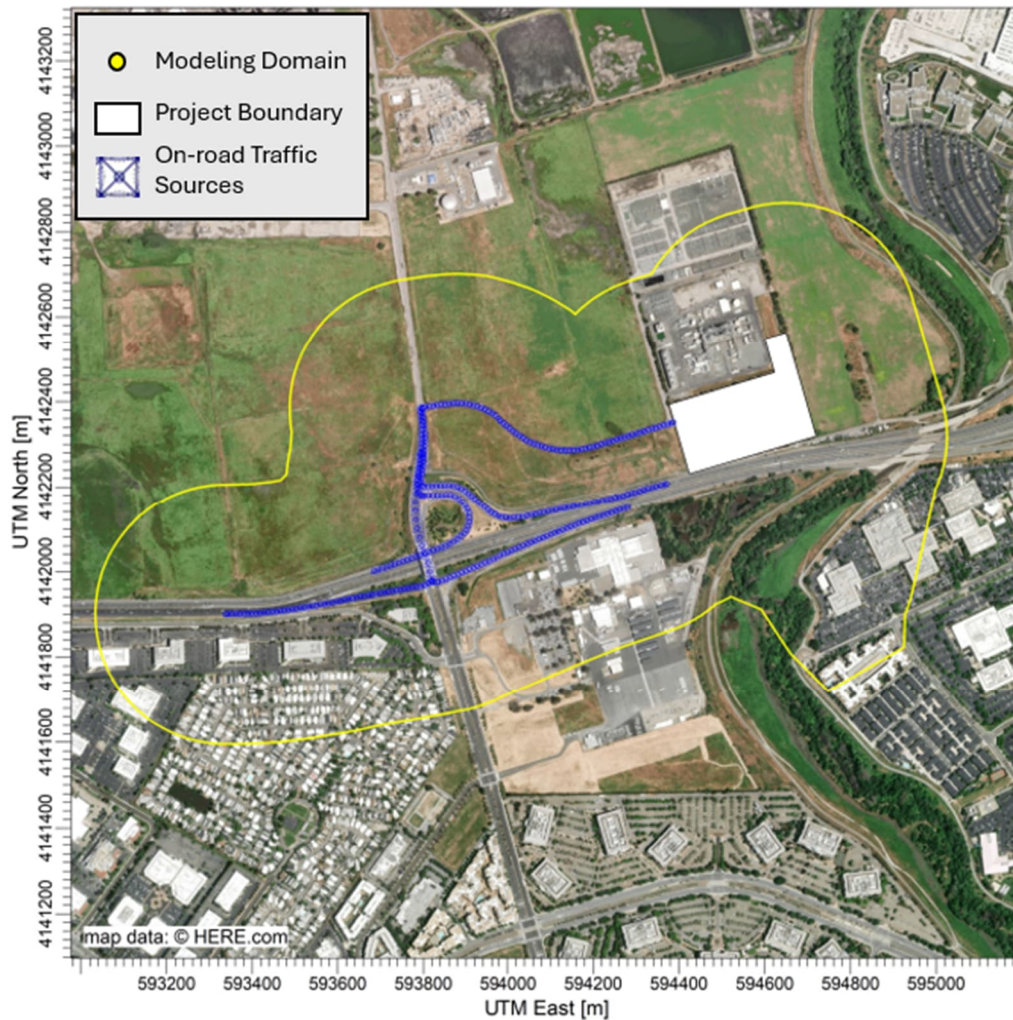 Modeling Domain
Project Boundary
On-road Traffic
Sources
UTM North [m]
4143200
4143000
4142800
4142600
4142400
4142200
4142000
4141800
4141600
4141400
4141200
map data: © HERE.com
593200 593400 593600 593800 594000 594200 594400 594600 594800 595000
UTM East [m]